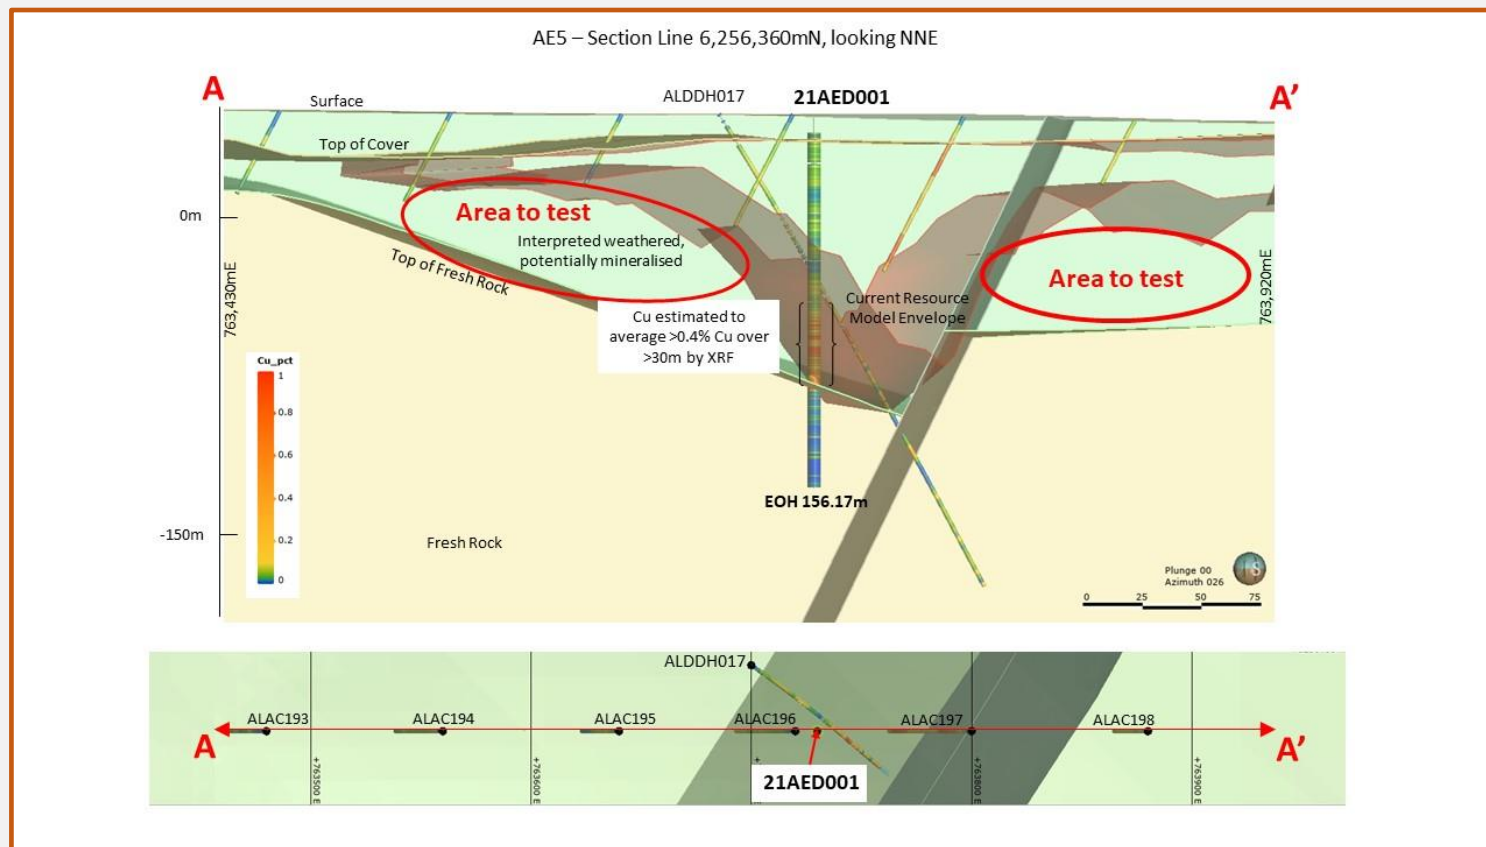 AE5 – Section Line 6,256,360mN, looking NNE
A
A’
Surface
ALDDH017
21AED001
Top of Cover
0m
Area to test
Interpreted weathered,
potentially mineralised
Top of Fresh Rock
763,430mE
Area to test
763,920mE
Current Resource
Model Envelope
Cu estimated to
average >0.4% Cu over
>30m by XRF
Cu_pct
1
0.8
0.6
0.4
0.2
0
EOH 156.17m
-150m
Fresh Rock
Plunge 00
Azimuth 026
S
0 25 50 75
ALDDH017
ALAC193
ALAC194
ALAC195
ALAC196
ALAC197
ALAC198
A
A’
+763500 E
+763600 E
+763800 E
+763900 E
21AED001